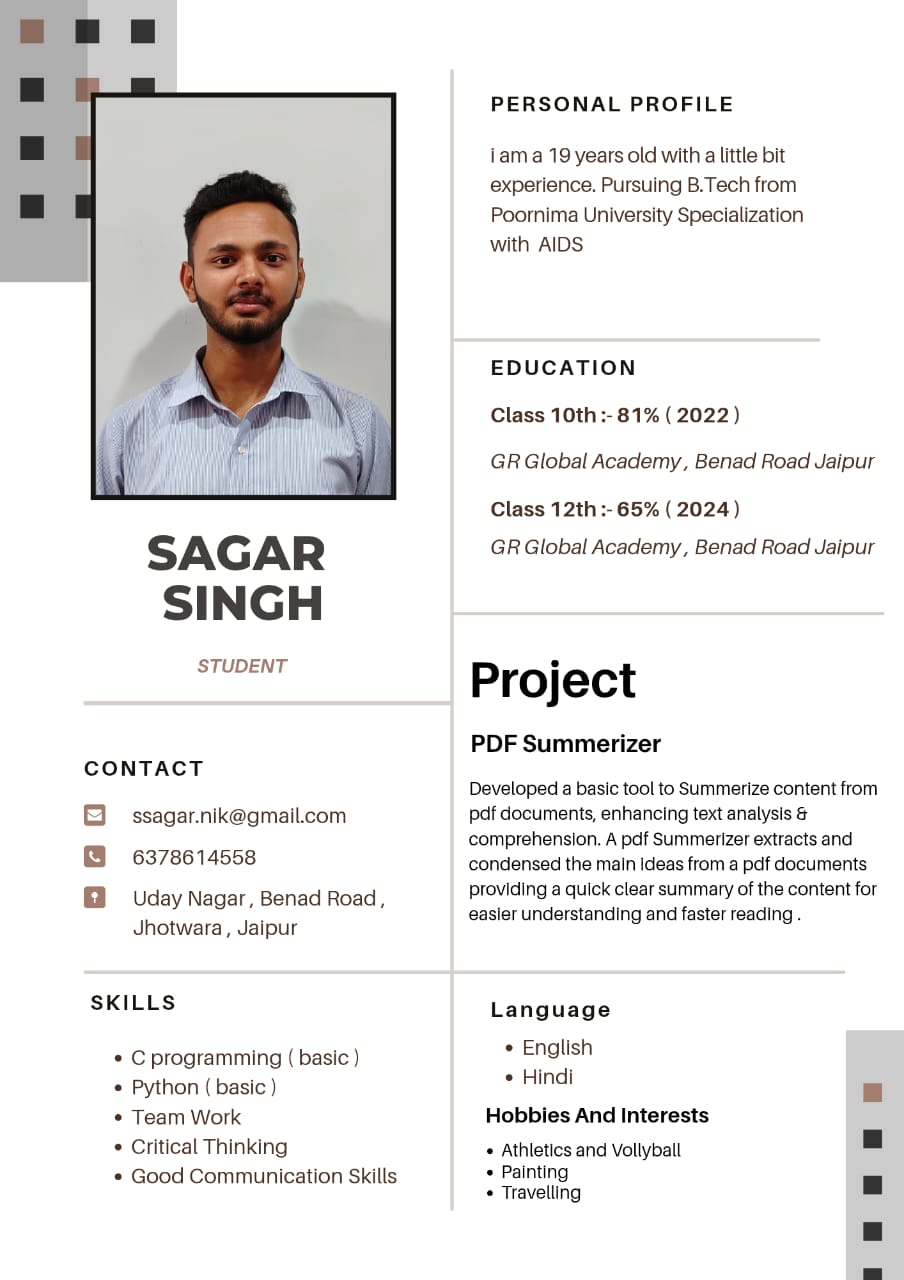 SAGAR
SINGH
STUDENT
CONTACT
ssagar.nik@gmail.com
6378614558
Uday Nagar , Benad Road ,
Jhotwara , Jaipur
SKILLS
• C programming ( basic )
• Python ( basic )
• Team Work
• Critical Thinking
• Good Communication Skills
PERSONAL PROFILE
i am a 19 years old with a little bit
experience. Pursuing B.Tech from
Poornima University Specialization
with AIDS
EDUCATION
Class 10th :- 81% ( 2022 )
GR Global Academy , Benad Road Jaipur
Class 12th :- 65% ( 2024 )
GR Global Academy , Benad Road Jaipur
Project
PDF Summerizer
Developed a basic tool to Summerize content from
pdf documents, enhancing text analysis &
comprehension. A pdf Summerizer extracts and
condensed the main ideas from a pdf documents
providing a quick clear summary of the content for
easier understanding and faster reading .
Language
• English
• Hindi
Hobbies And Interests
• Athletics and Vollyball
• Painting
• Travelling